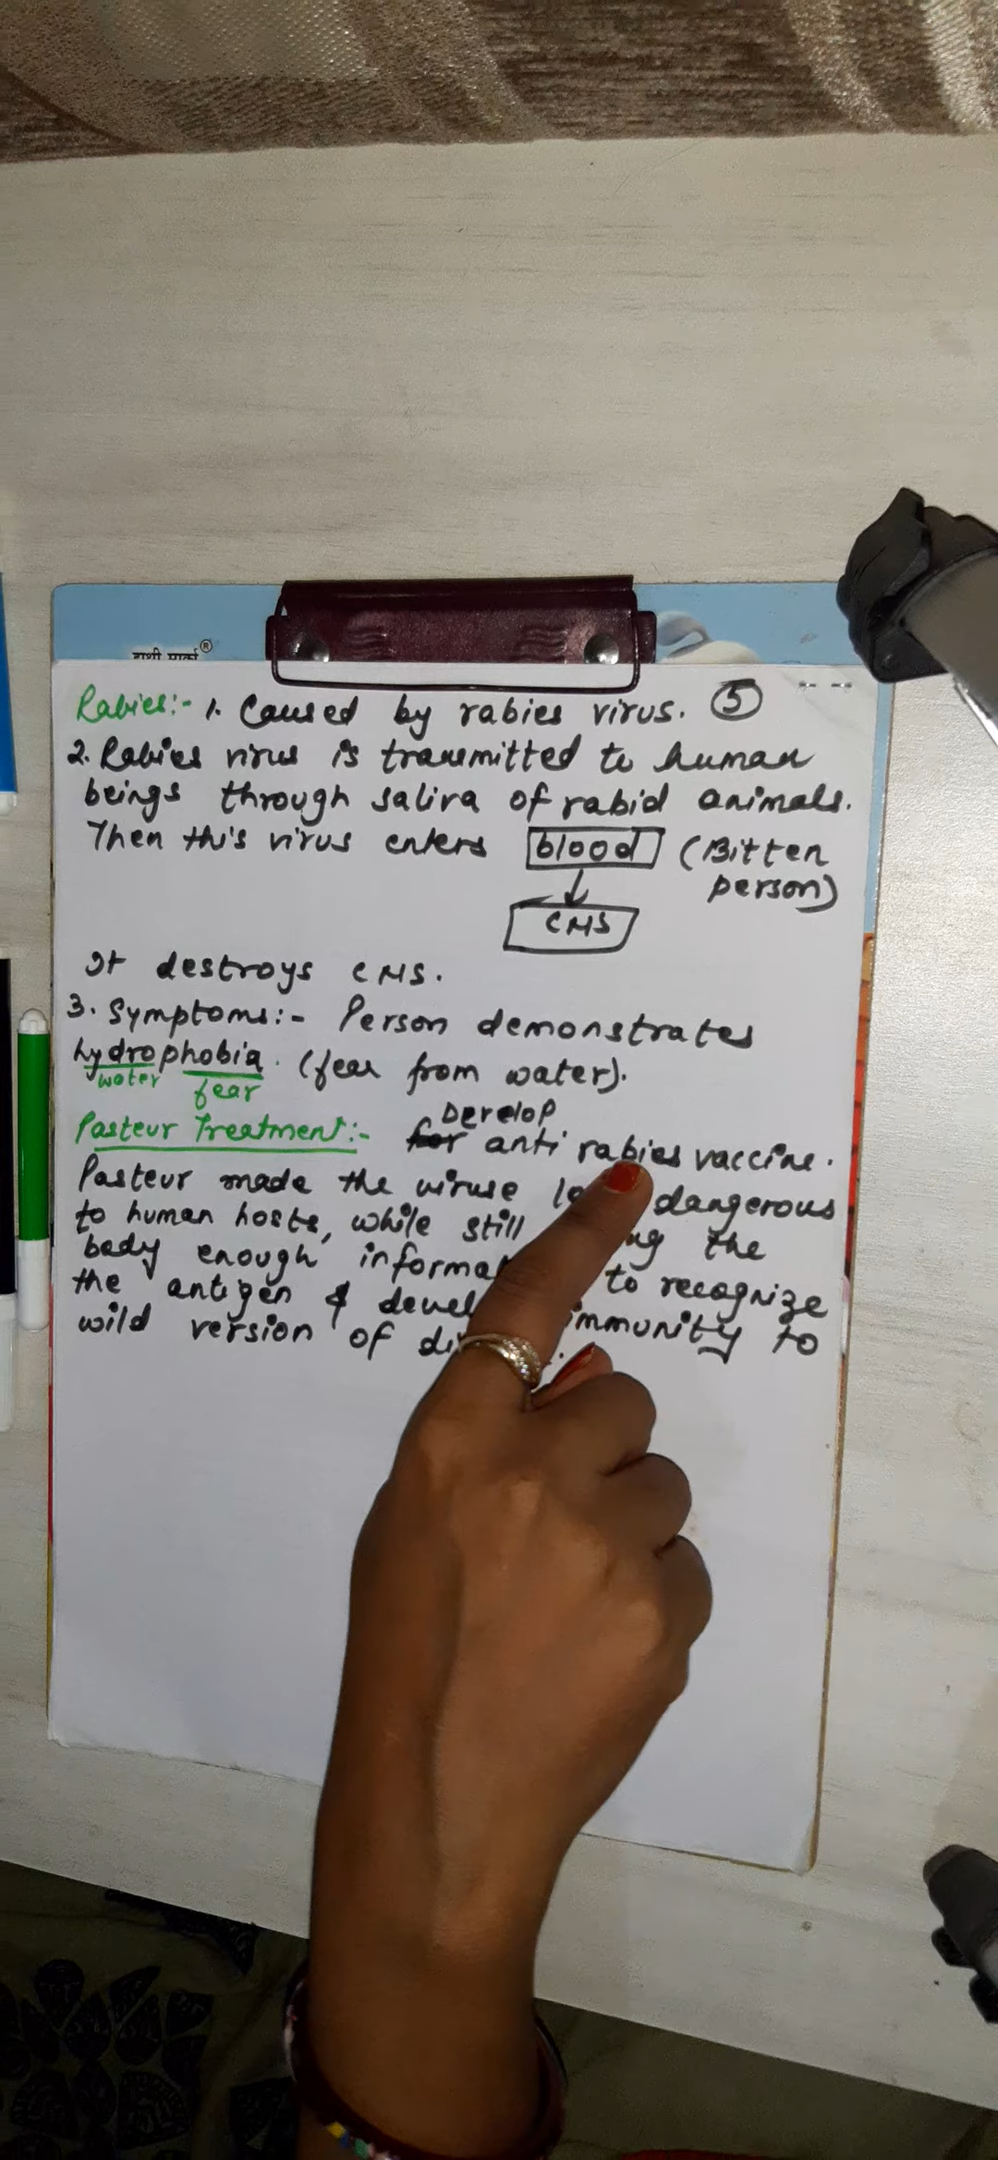 हाथी मार्का®
Rabies:- 1. Caused by rabies virus. 5
2. Rabies virus is transmitted to human
beings through saliva of rabid animals.
Then this virus enters blood (Bitten
person)
CNS
It destroys CNS.
3. Symptoms:- Person demonstrates
hydrophobia. (fear from water).
water fear
Develop
Pasteur Treatment:- for anti rabies vaccine.
Pasteur made the viruse dangerous
to human hosts, while still the
body enough to recognize
the antigen & immunity to
wild version of